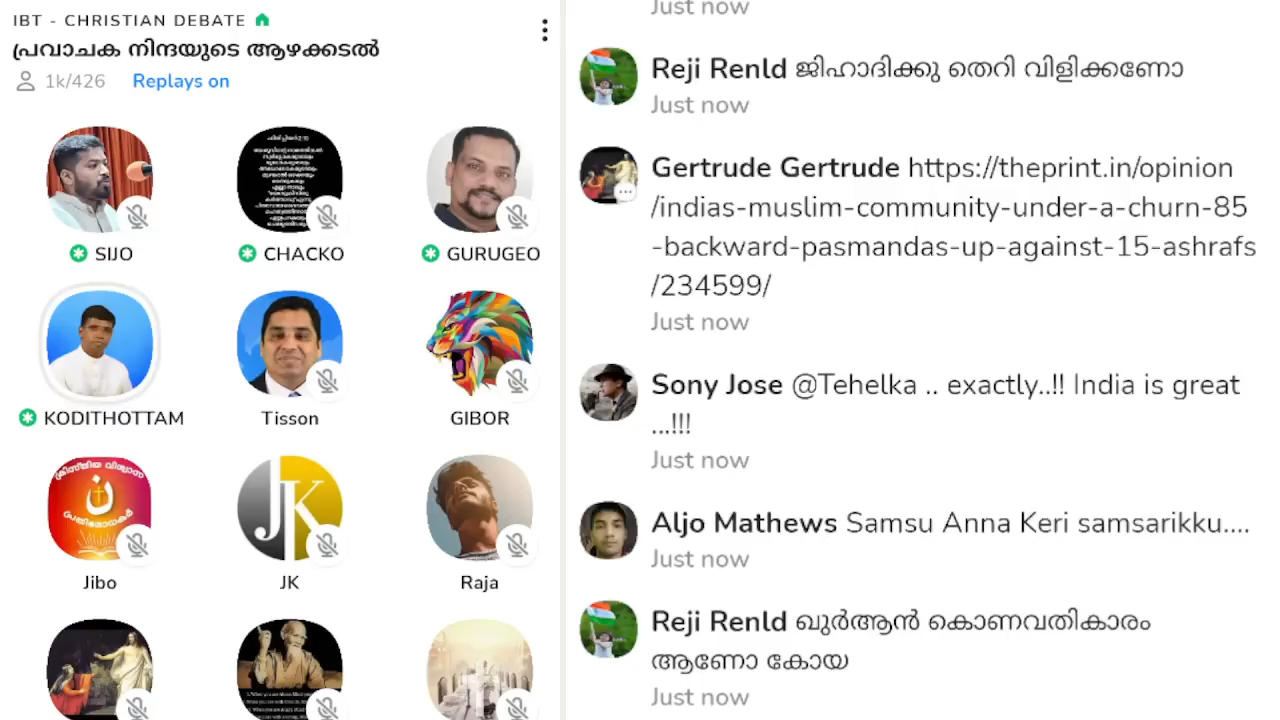 IBT - CHRISTIAN DEBATE
പ്രവാചക നിന്ദയുടെ ആഴക്കടൽ
1k/426 Replays on
SIJO
CHACKO
GURUGEO
KODITHOTTAM
Tisson
GIBOR
ക്രിസ്തീയ വിശ്വാസ
പ്രതിരോധകർ
JK
Jibo
JK
Raja
Just now
Reji Renld ജിഹാദിക്കു തെറി വിളിക്കണോ
Just now
Gertrude Gertrude https://theprint.in/opinion
/indias-muslim-community-under-a-churn-85
-backward-pasmandas-up-against-15-ashrafs
/234599/
Just now
Sony Jose @Tehelka .. exactly..!! India is great
...!!!
Just now
Aljo Mathews Samsu Anna Keri samsarikku....
Just now
Reji Renld ഖുർആൻ കൊണവതികാരം
ആണോ കോയ
Just now